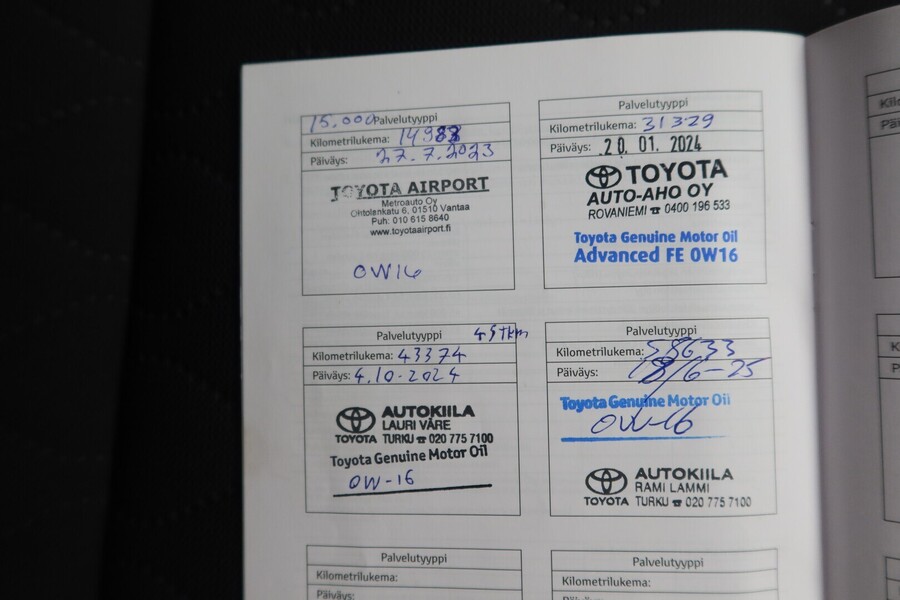 15.000 Palvelutyyppi
Kilometrilukema: 14988
Päiväys: 27.7.2023
TOYOTA AIRPORT
Metroauto Oy
Ohtolankatu 6, 01510 Vantaa
Puh: 010 615 8640
www.toyotaairport.fi
0W16
Palvelutyyppi
Kilometrilukema: 31329
Päiväys: 20. 01. 2024
TOYOTA
AUTO-AHO OY
ROVANIEMI ☎ 0400 196 533
Toyota Genuine Motor Oil
Advanced FE 0W16
Palvelutyyppi 45tkm
Kilometrilukema: 43374
Päiväys: 4.10-2024
AUTOKIILA
LAURI VÄRE
TOYOTA TURKU ☎ 020 775 7100
Toyota Genuine Motor Oil
0W-16
Palvelutyyppi
Kilometrilukema: 58633
Päiväys: 18/6-25
Toyota Genuine Motor Oil
0W-16
AUTOKIILA
RAMI LAMMI
TOYOTA TURKU ☎ 020 775 7100
Palvelutyyppi
Kilometrilukema:
Päiväys:
Palvelutyyppi
Kilometrilukema: